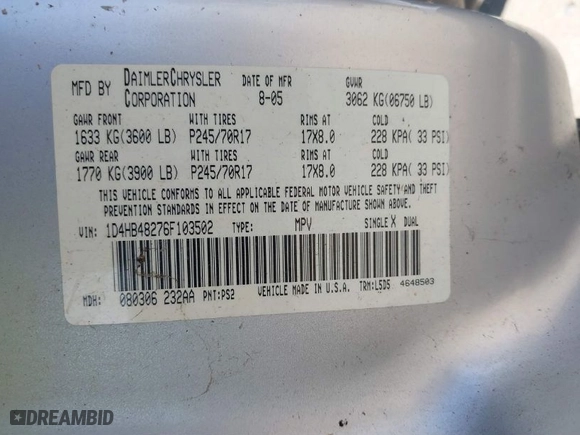 MFD BY DAIMLERCHRYSLER CORPORATION DATE OF MFR 8-05 GVWR 3062 KG(06750 LB)
GAWR FRONT WITH TIRES RIMS AT COLD
1633 KG(3600 LB) P245/70R17 17X8.0 228 KPA( 33 PSI)
GAWR REAR WITH TIRES RIMS AT COLD
1770 KG(3900 LB) P245/70R17 17X8.0 228 KPA( 33 PSI)
THIS VEHICLE CONFORMS TO ALL APPLICABLE FEDERAL MOTOR VEHICLE SAFETY AND THEFT
PREVENTION STANDARDS IN EFFECT ON THE DATE OF MANUFACTURE SHOWN ABOVE.
VIN: 1D4HB48276F103502 TYPE: MPV SINGLE X DUAL
MDH: 080306 232AA PNT:PS2 VEHICLE MADE IN U.S.A. TRM:L5D5 4648503
DREAMBID